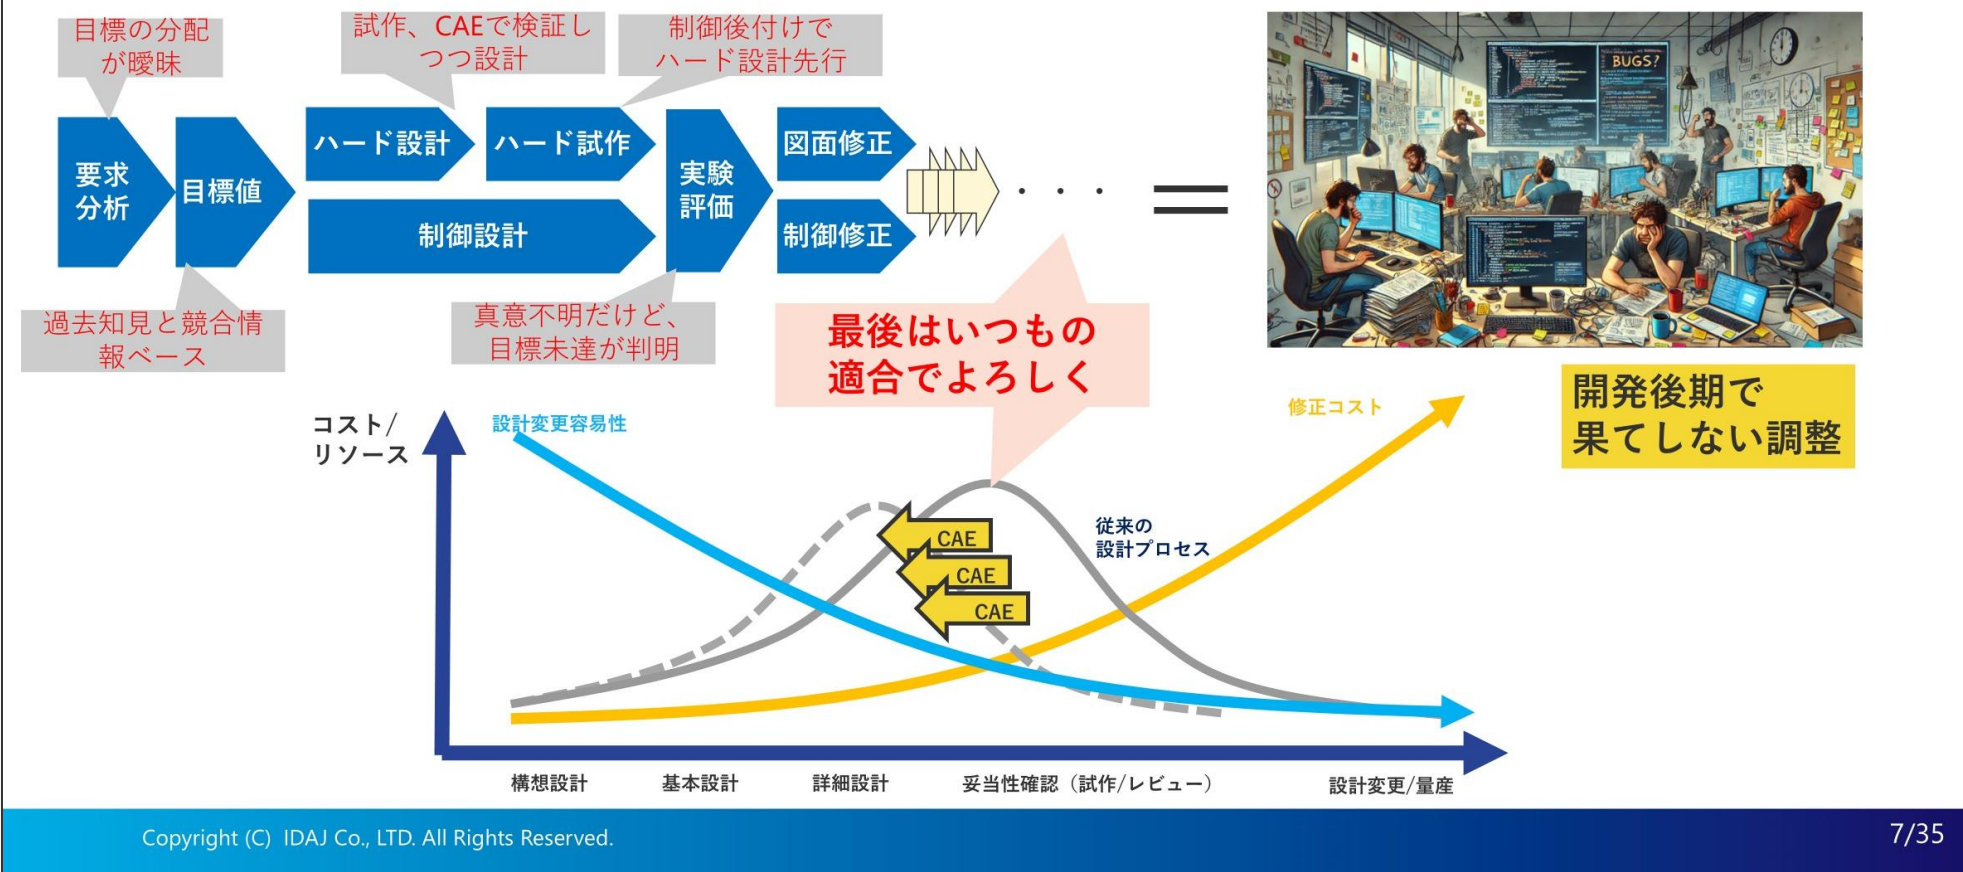 目標の分配
が曖昧
試作、CAEで検証し
つつ設計
制御後付けで
ハード設計先行
要求
分析
目標値
ハード設計
ハード試作
制御設計
実験
評価
図面修正
制御修正
・・・
=
BUGS?
過去知見と競合情
報ベース
真意不明だけど、
目標未達が判明
最後はいつもの
適合でよろしく
開発後期で
果てしない調整
コスト/
リソース
設計変更容易性
修正コスト
従来の
設計プロセス
CAE
CAE
CAE
構想設計
基本設計
詳細設計
妥当性確認（試作/レビュー）
設計変更/量産
Copyright (C) IDAJ Co., LTD. All Rights Reserved.
7/35